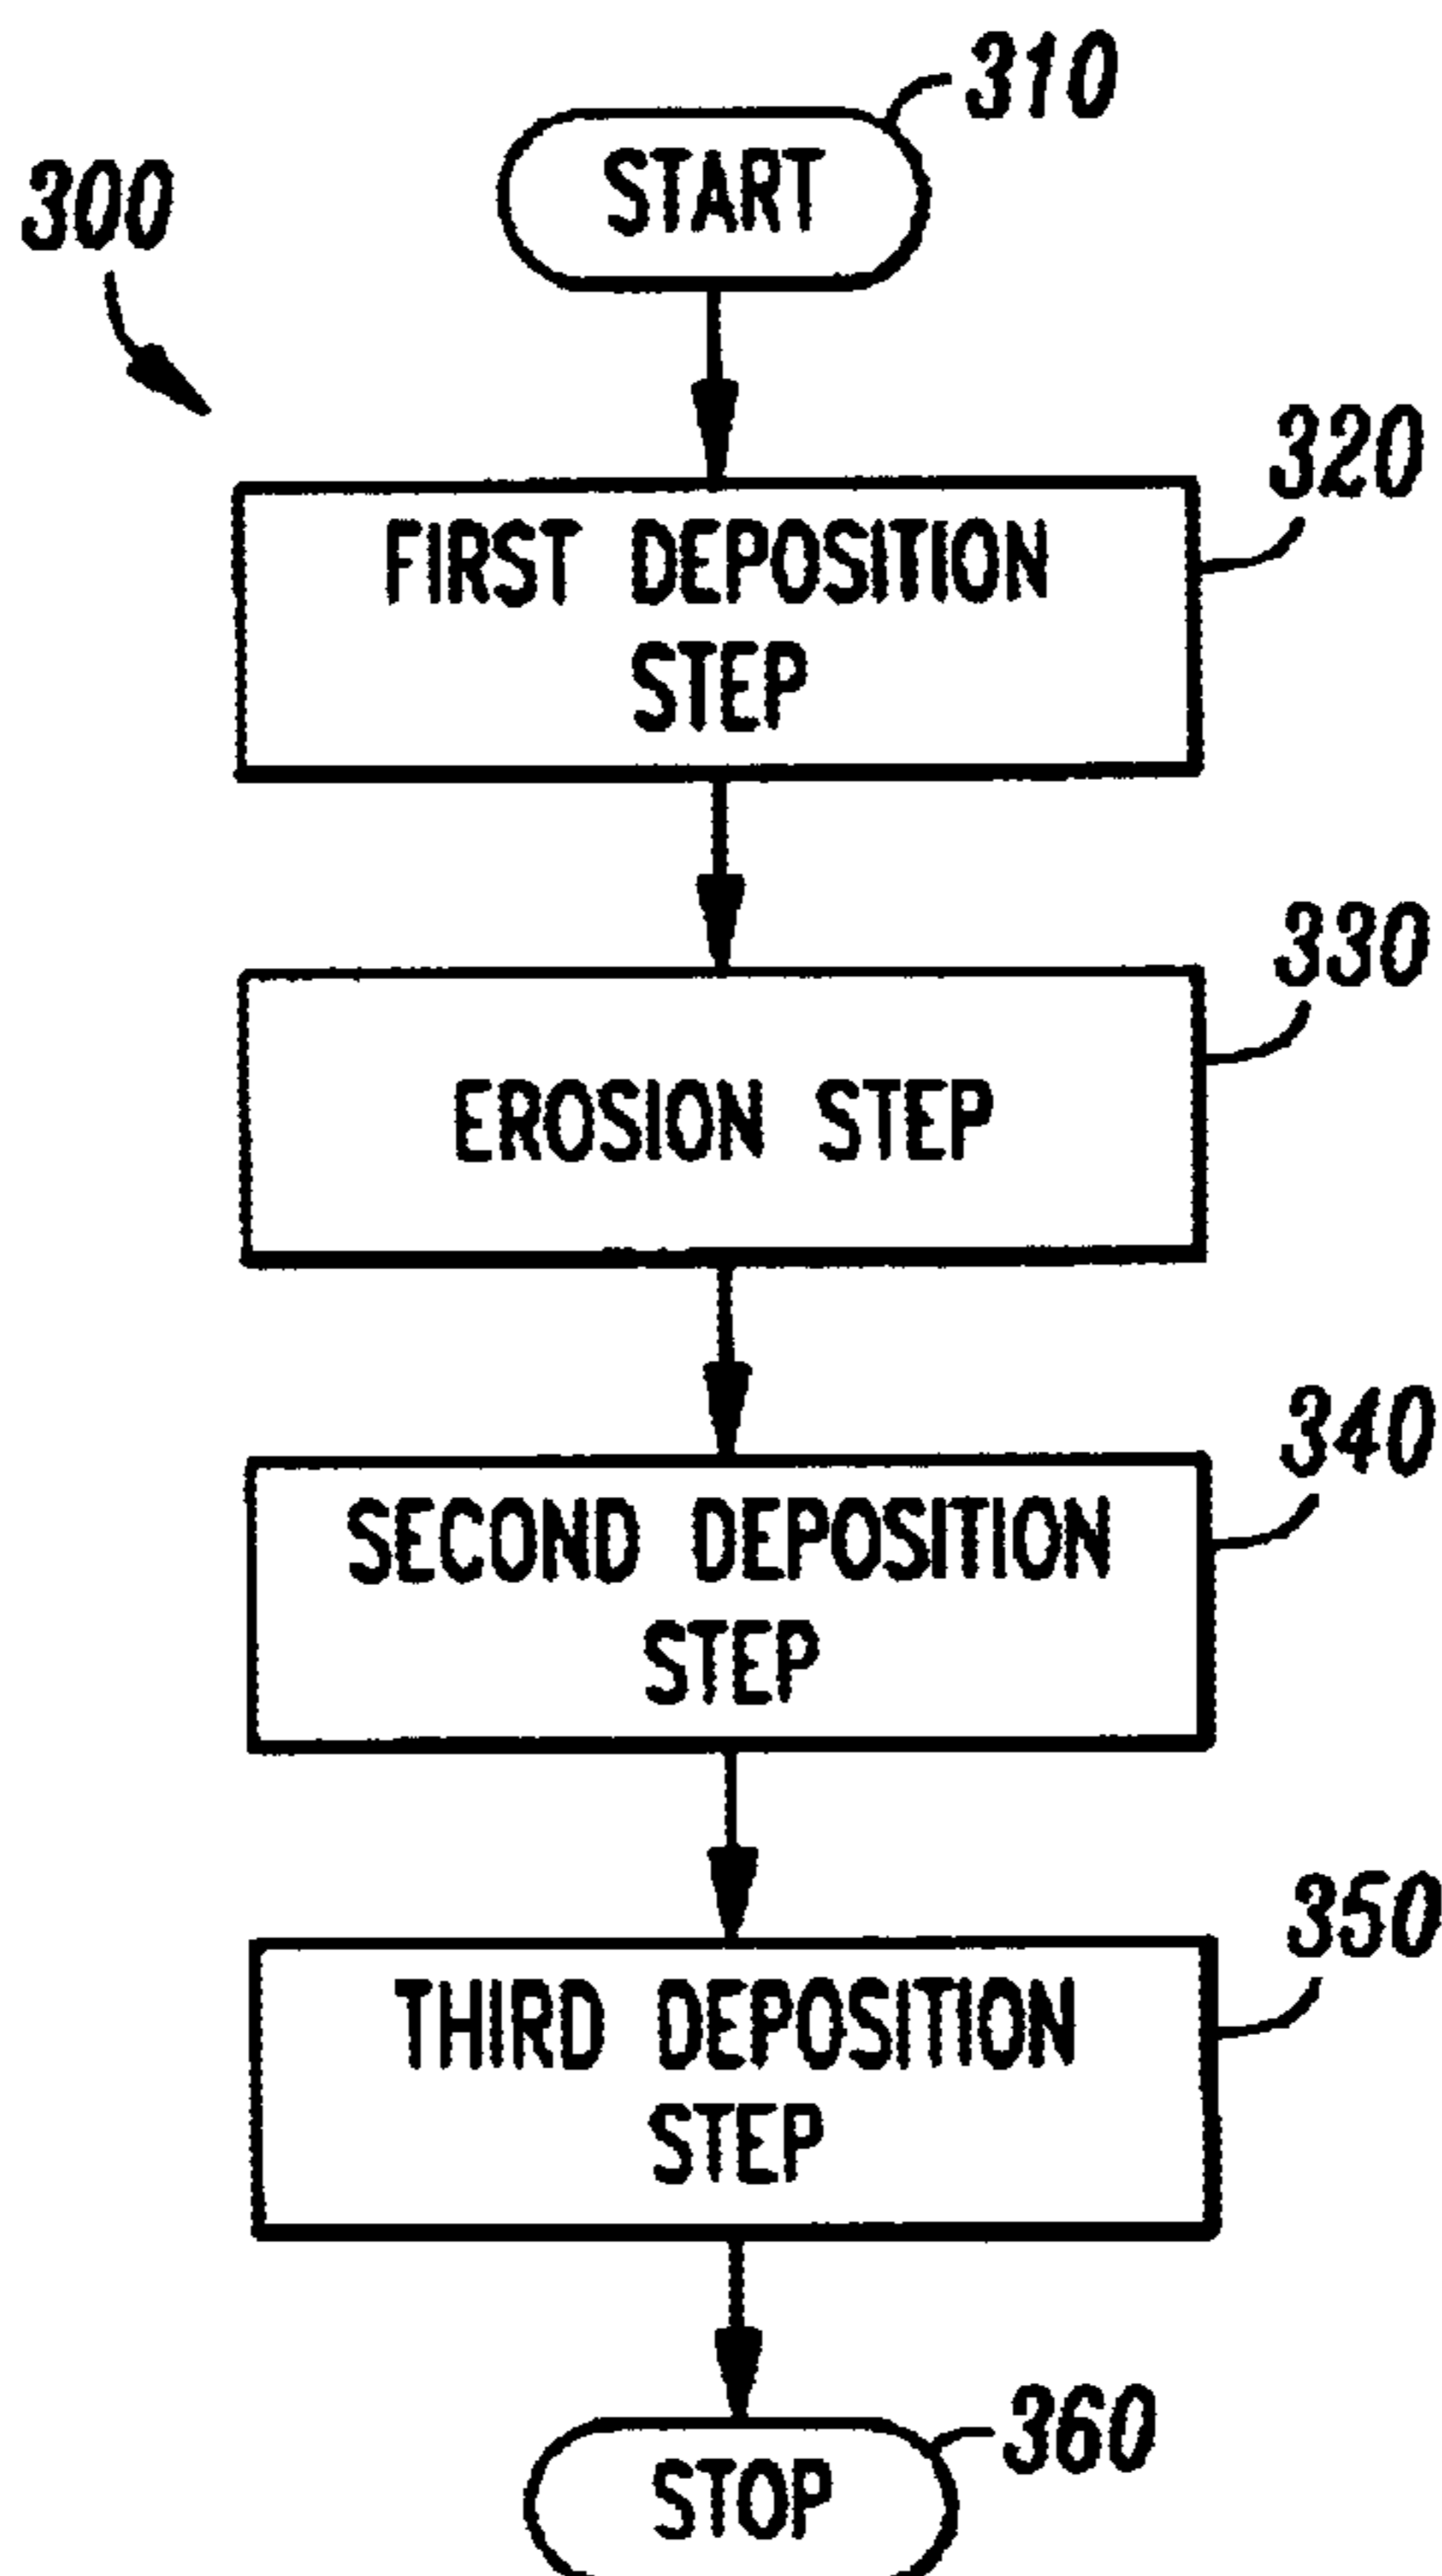 310
START
300
320
FIRST DEPOSITION
STEP
330
EROSION STEP
340
SECOND DEPOSITION
STEP
350
THIRD DEPOSITION
STEP
360
STOP